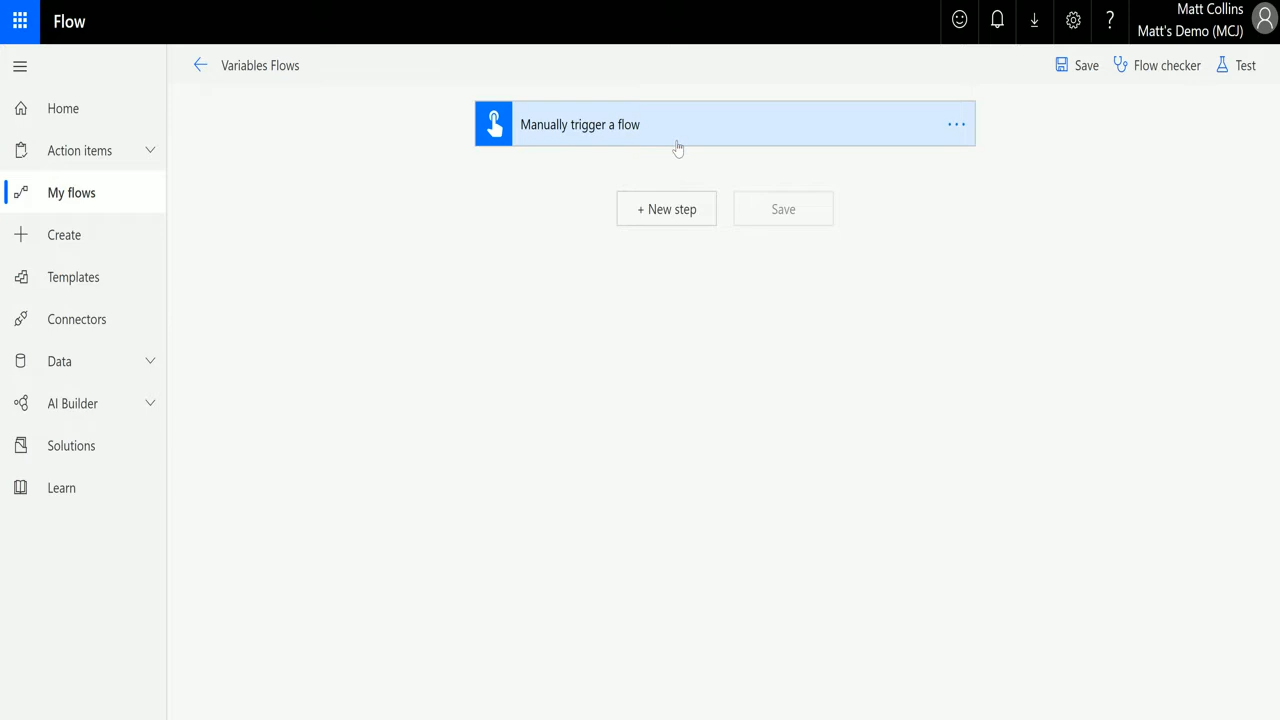 Flow
Matt Collins
Matt's Demo (MCJ)
Variables Flows
Save
Flow checker
Test
Home
Action items
My flows
Create
Templates
Connectors
Data
AI Builder
Solutions
Learn
Manually trigger a flow
+ New step
Save